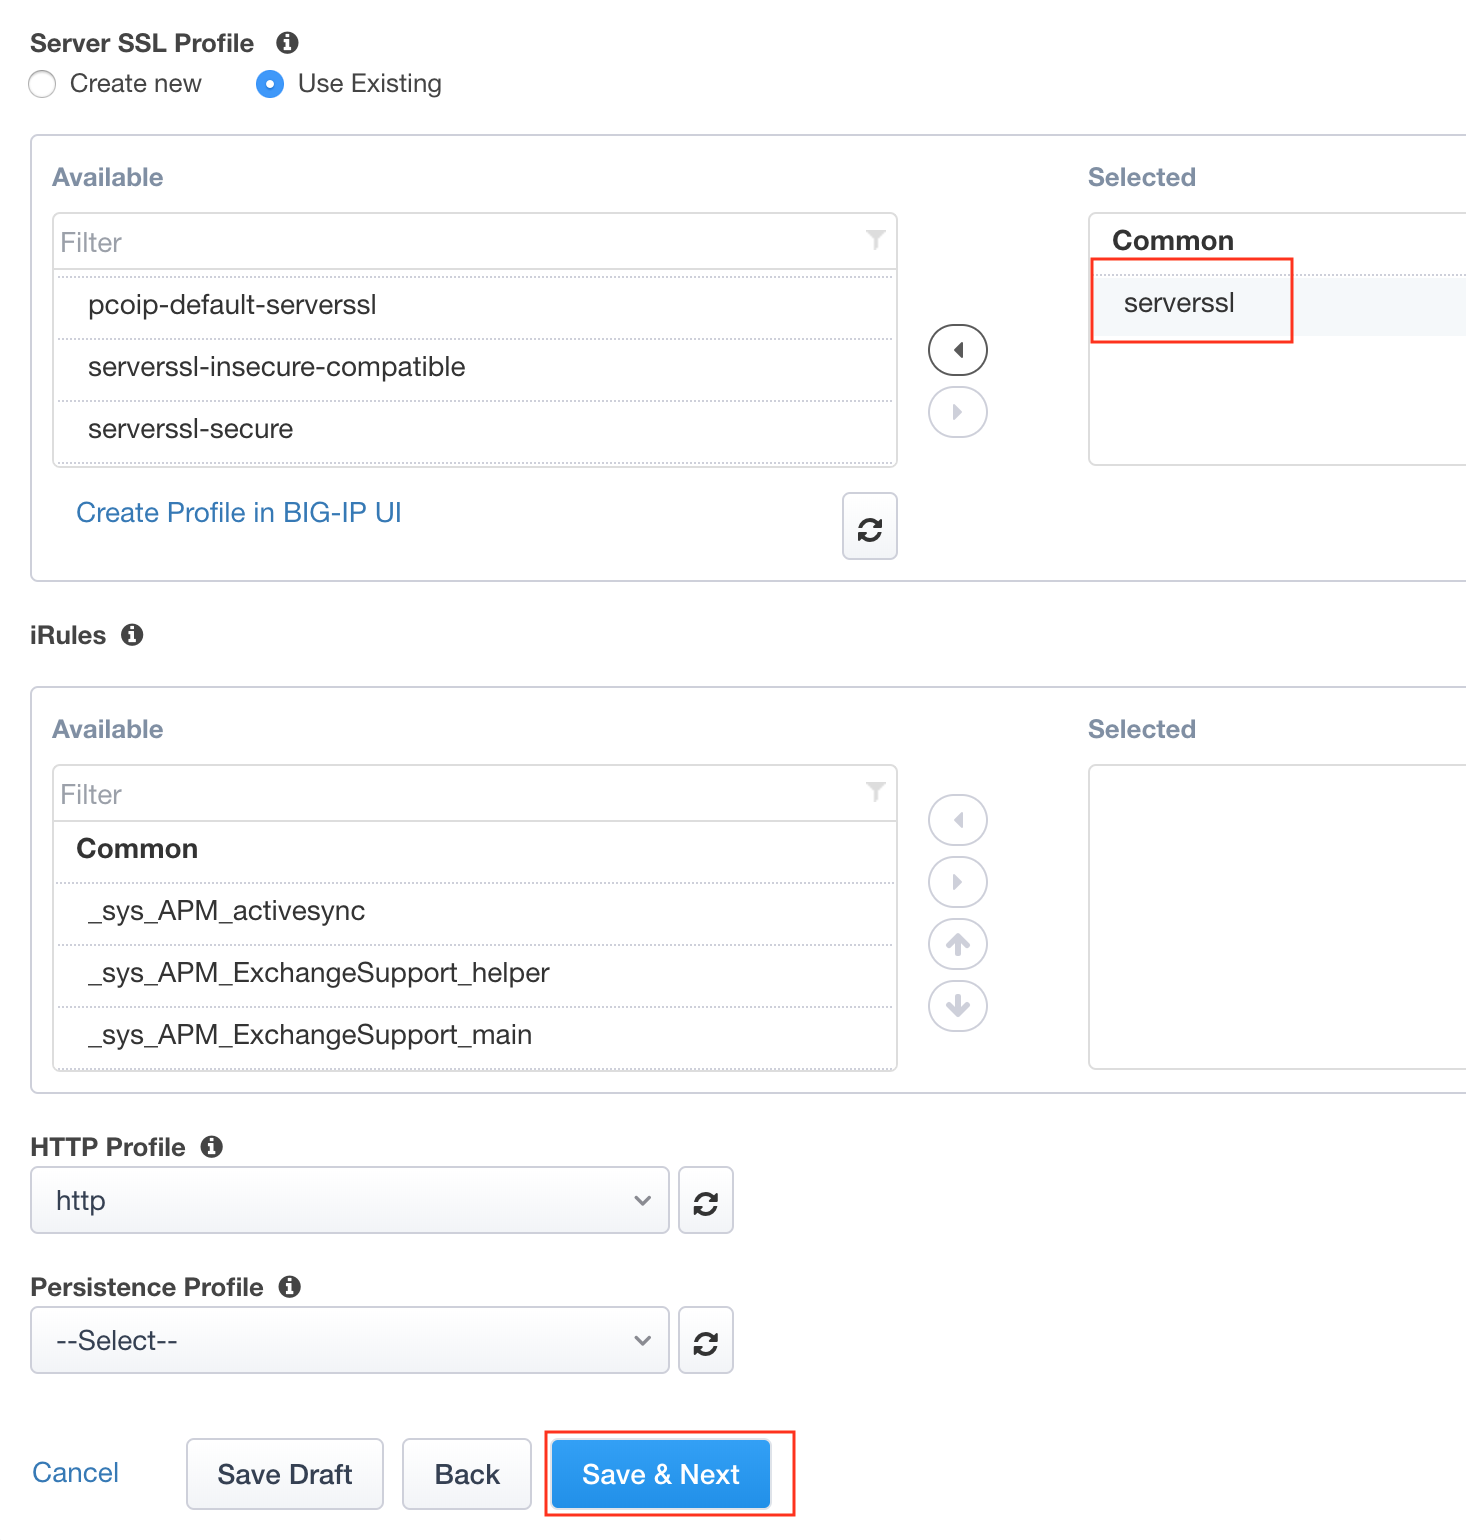 Server SSL Profile
Create new
Use Existing
Available
Selected
Filter
Common
pcoip-default-serverssl
serverssl
serverssl-insecure-compatible
serverssl-secure
Create Profile in BIG-IP UI
iRules
Available
Selected
Filter
Common
_sys_APM_activesync
_sys_APM_ExchangeSupport_helper
_sys_APM_ExchangeSupport_main
HTTP Profile
http
Persistence Profile
--Select--
Cancel
Save Draft
Back
Save & Next